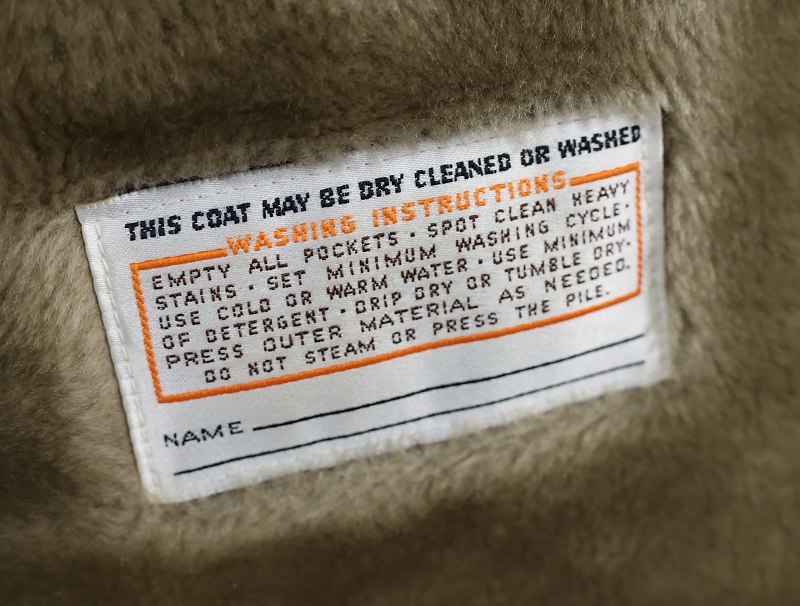 THIS COAT MAY BE DRY CLEANED OR WASHED
WASHING INSTRUCTIONS
EMPTY ALL POCKETS · SPOT CLEAN HEAVY
STAINS · SET MINIMUM WASHING CYCLE ·
USE COLD OR WARM WATER · USE MINIMUM
OF DETERGENT · DRIP DRY OR TUMBLE DRY ·
PRESS OUTER MATERIAL AS NEEDED.
DO NOT STEAM OR PRESS THE PILE.
NAME